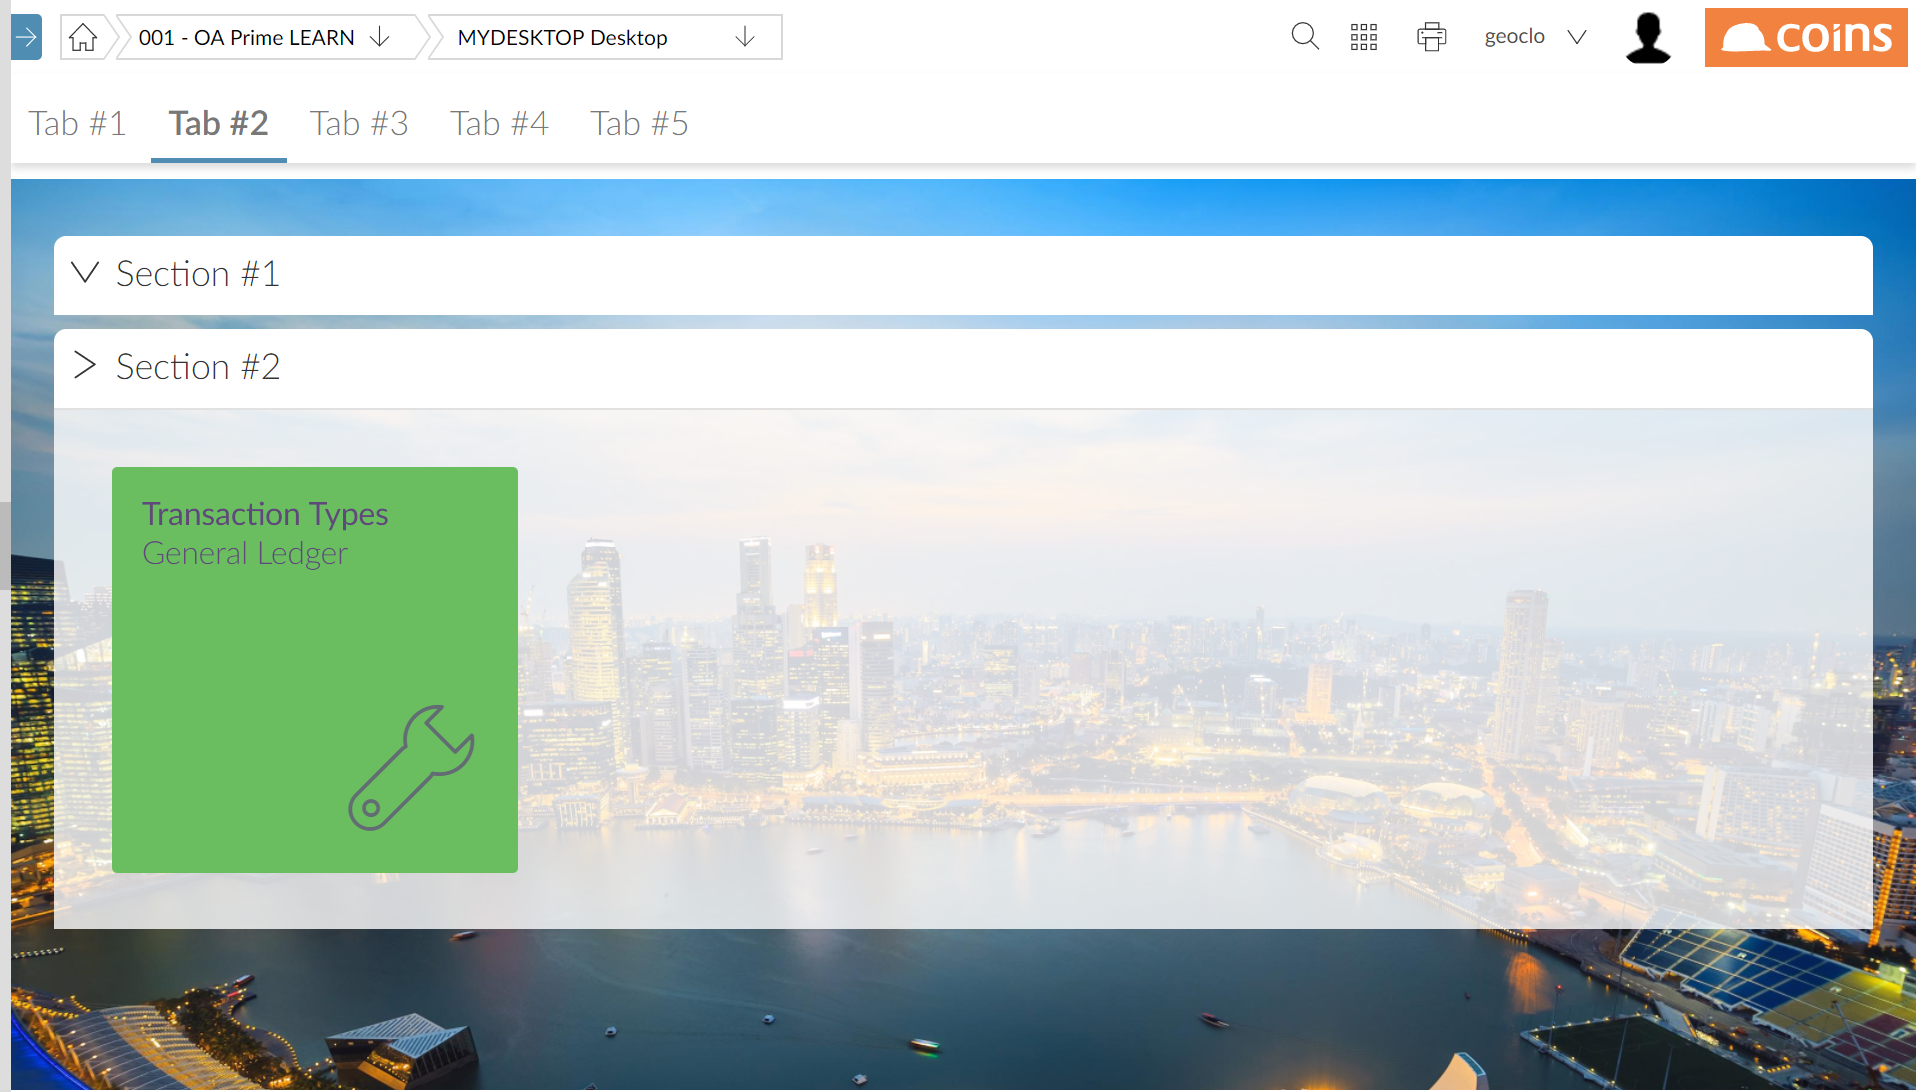 001 - OA Prime LEARN
MYDESKTOP Desktop
geoclo
coins
Tab #1
Tab #2
Tab #3
Tab #4
Tab #5
Section #1
Section #2
Transaction Types
General Ledger